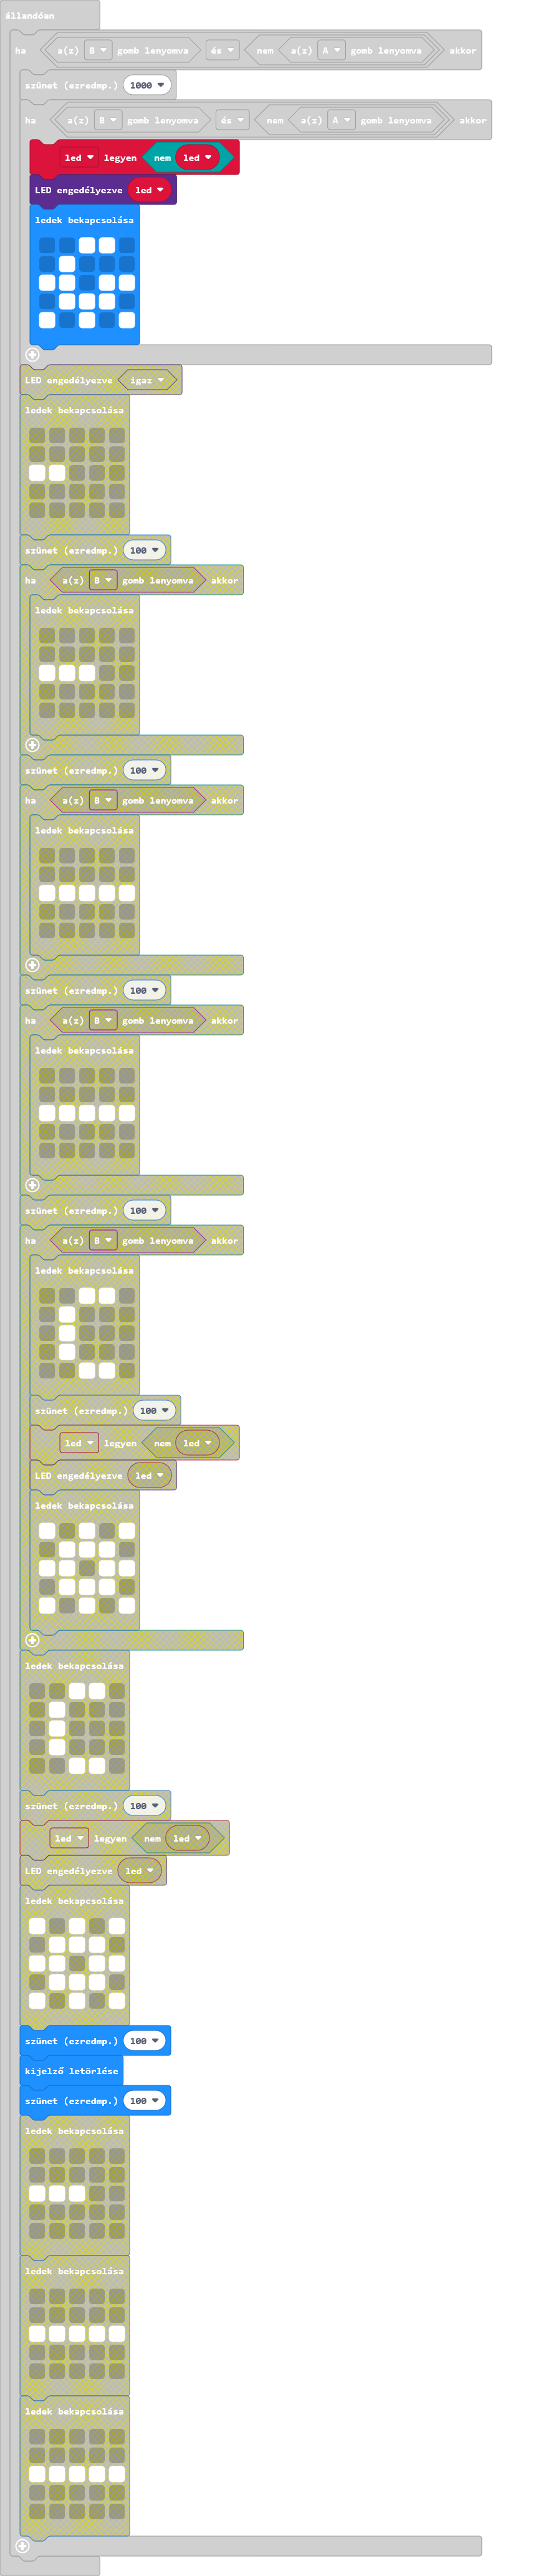 állandóan
ha a(z) B gomb lenyomva és nem a(z) A gomb lenyomva akkor
szünet (ezredmp.) 1000
ha a(z) B gomb lenyomva és nem a(z) A gomb lenyomva akkor
led legyen nem led
LED engedélyezve led
ledek bekapcsolása
LED engedélyezve igaz
ledek bekapcsolása
szünet (ezredmp.) 100
ha a(z) B gomb lenyomva akkor
ledek bekapcsolása
szünet (ezredmp.) 100
ha a(z) B gomb lenyomva akkor
ledek bekapcsolása
szünet (ezredmp.) 100
ha a(z) B gomb lenyomva akkor
ledek bekapcsolása
szünet (ezredmp.) 100
ha a(z) B gomb lenyomva akkor
ledek bekapcsolása
szünet (ezredmp.) 100
led legyen nem led
LED engedélyezve led
ledek bekapcsolása
ledek bekapcsolása
szünet (ezredmp.) 100
led legyen nem led
LED engedélyezve led
ledek bekapcsolása
szünet (ezredmp.) 100
kijelző letörlése
szünet (ezredmp.) 100
ledek bekapcsolása
ledek bekapcsolása
ledek bekapcsolása